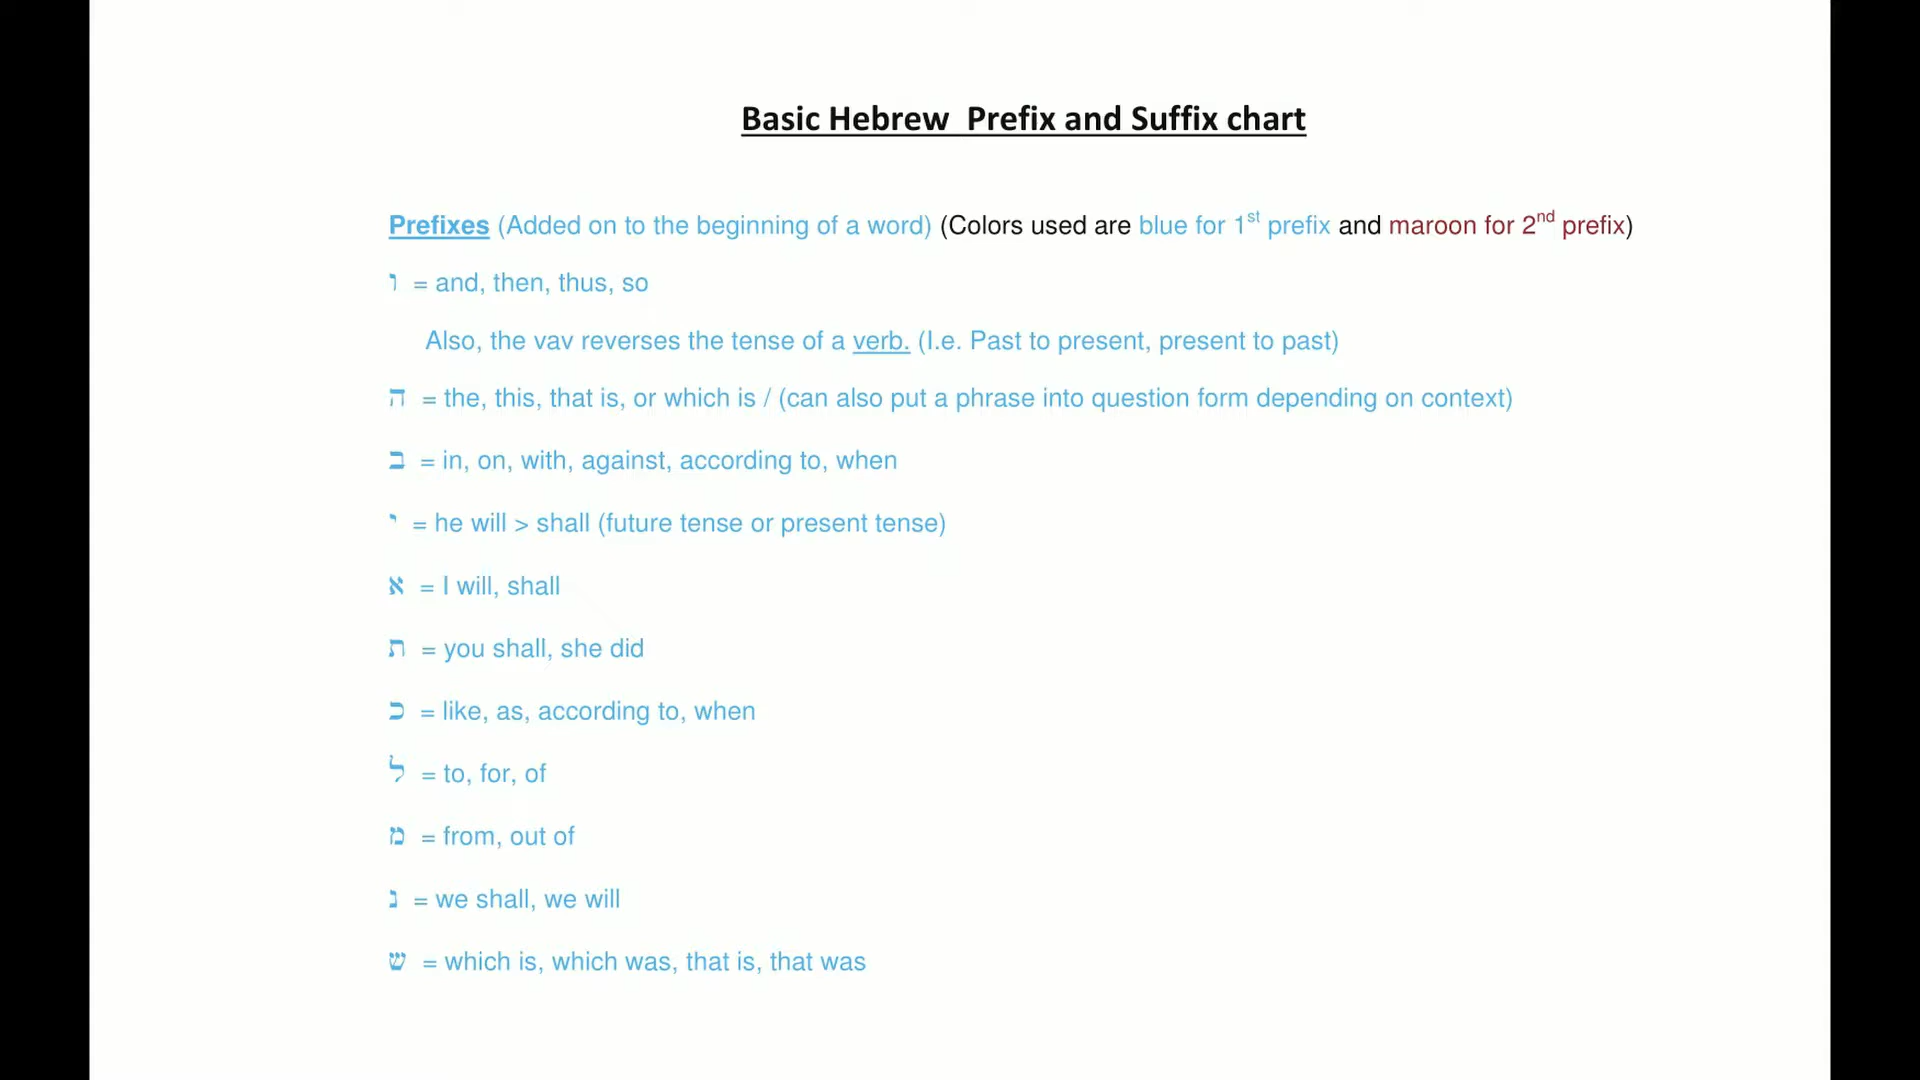 Basic Hebrew  Prefix and Suffix chart
Prefixes (Added on to the beginning of a word) (Colors used are blue for 1st prefix and maroon for 2nd prefix)
ו = and, then, thus, so
Also, the vav reverses the tense of a verb. (I.e. Past to present, present to past)
ה = the, this, that is, or which is / (can also put a phrase into question form depending on context)
ב = in, on, with, against, according to, when
י = he will > shall (future tense or present tense)
א = I will, shall
ת = you shall, she did
כ = like, as, according to, when
ל = to, for, of
מ = from, out of
נ = we shall, we will
ש = which is, which was, that is, that was